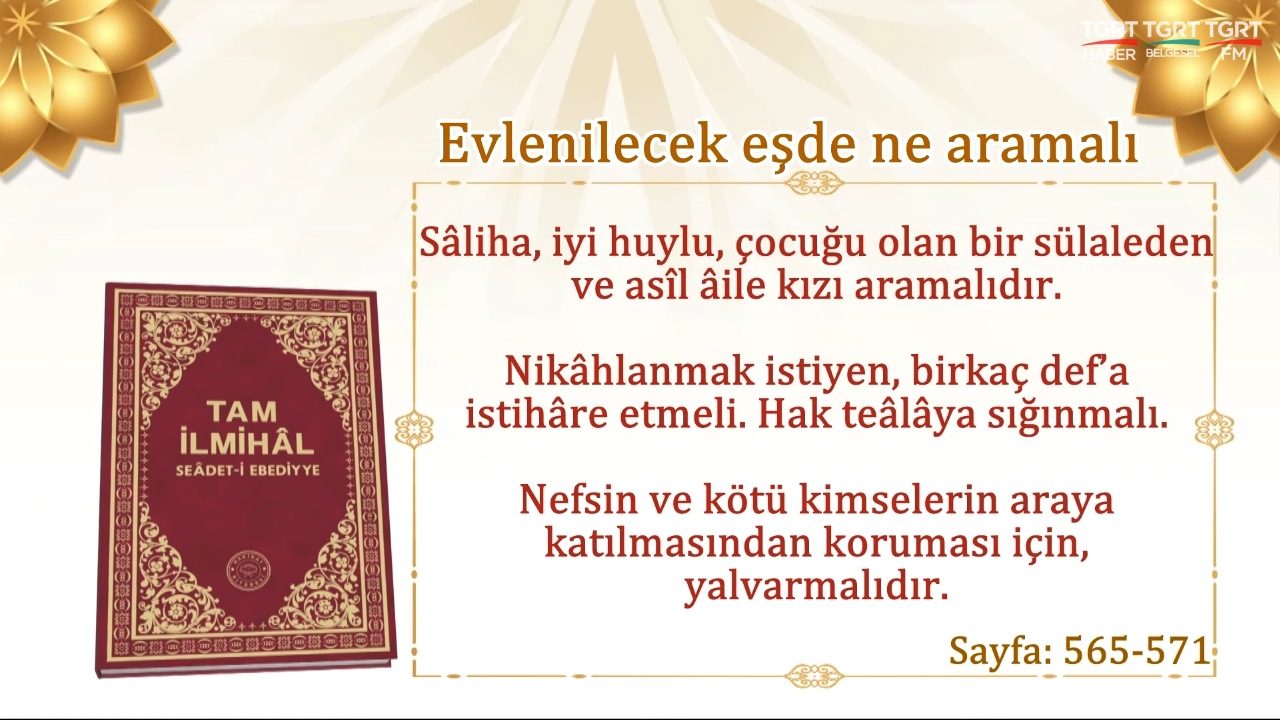 TGRT TGRT TGRT
HABER BELGESEL FM
Evlenilecek eşde ne aramalı
Sâliha, iyi huylu, çocuğu olan bir sülaleden
ve asîl âile kızı aramalıdır.
Nikâhlanmak istiyen, birkaç def’a
istihâre etmeli. Hak teâlâya sığınmalı.
Nefsin ve kötü kimselerin araya
katılmasından koruması için,
yalvarmalıdır.
Sayfa: 565-571
TAM
İLMİHÂL
SEÂDET-İ EBEDİYYE